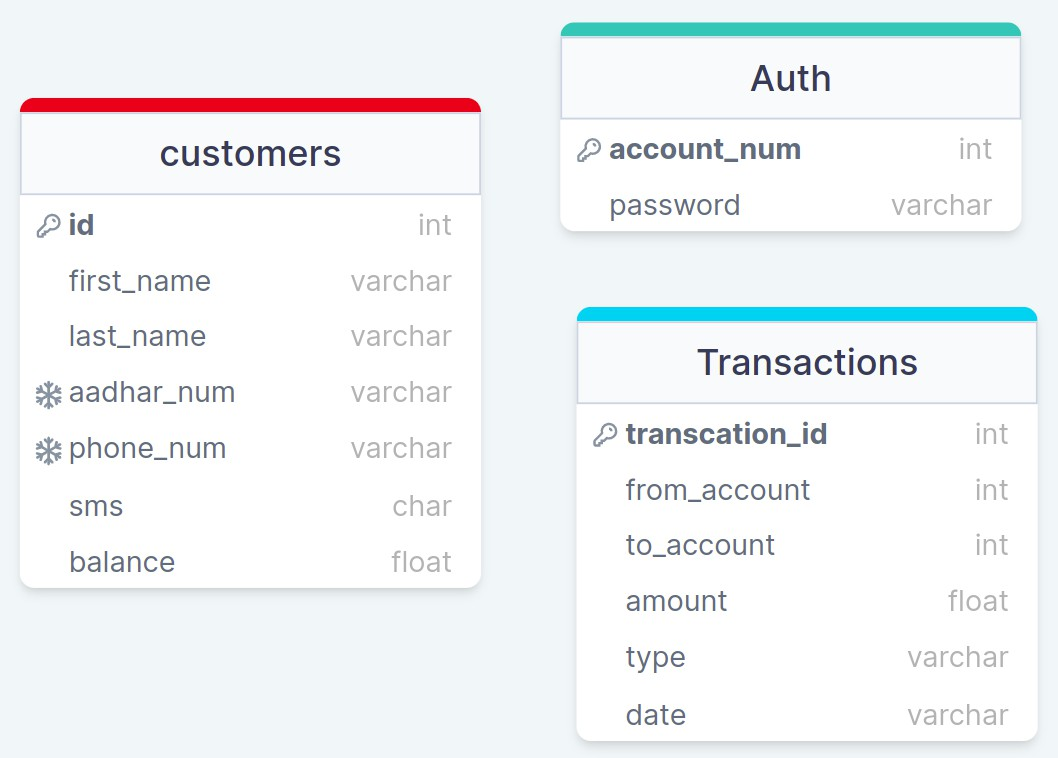 customers
id int
first_name varchar
last_name varchar
aadhar_num varchar
phone_num varchar
sms char
balance float
Auth
account_num int
password varchar
Transactions
transcation_id int
from_account int
to_account int
amount float
type varchar
date varchar